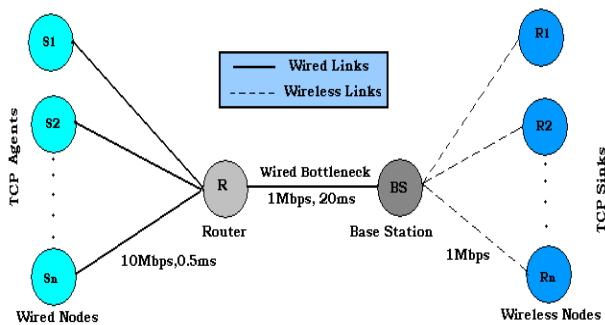 S1
S2
Sn
TCP Agents
Wired Nodes
10Mbps,0.5ms
R
Router
Wired Links
Wireless Links
Wired Bottleneck
1Mbps, 20ms
BS
Base Station
1Mbps
R1
R2
Rn
TCP Sinks
Wireless Nodes